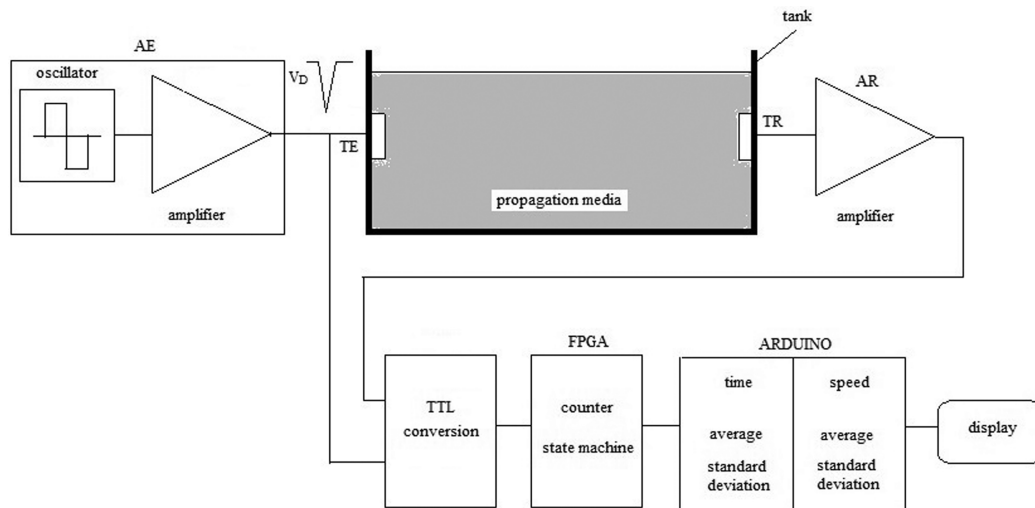 tank
AE
oscillator
V_D
AR
TE
TR
propagation media
amplifier
amplifier
FPGA
ARDUINO
TTL
conversion
counter
state machine
time
average
standard
deviation
speed
average
standard
deviation
display